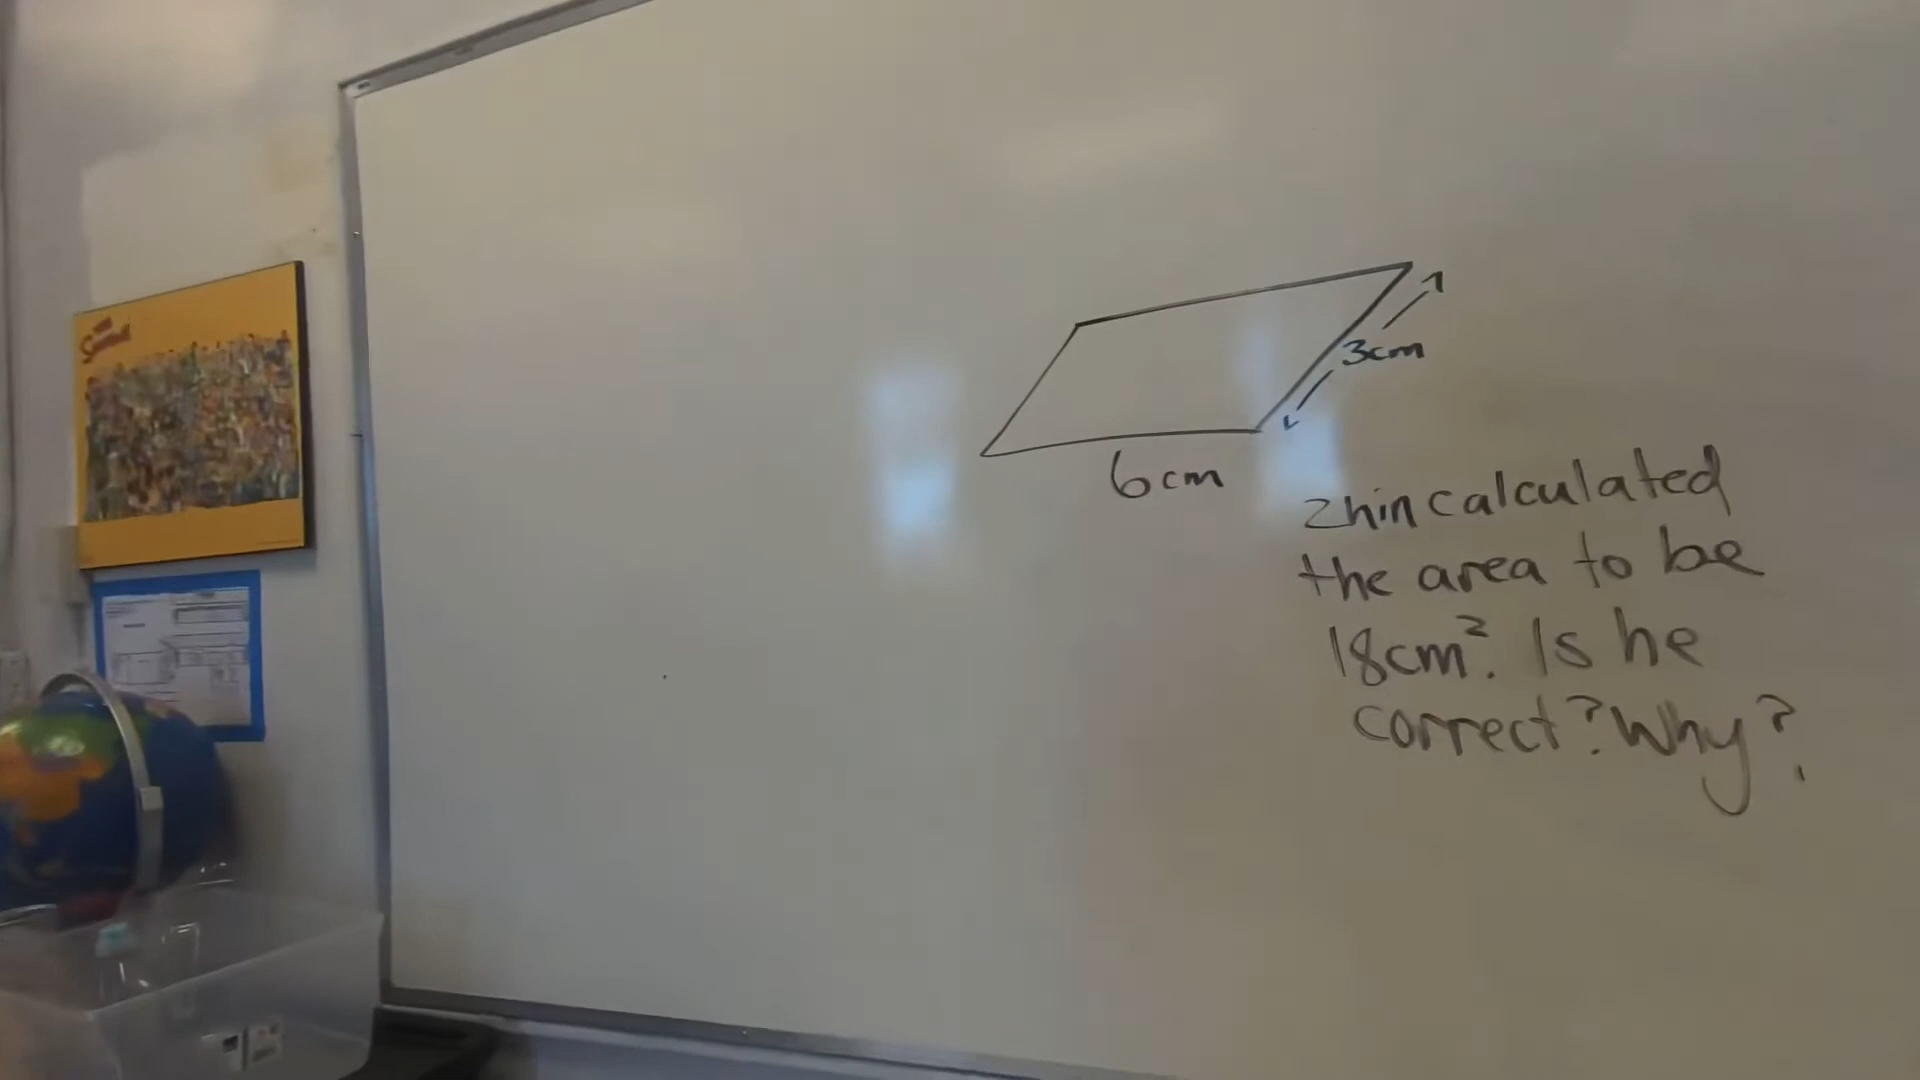 3cm
6cm
Zhin calculated
the area to be
18cm². Is he
correct? Why?